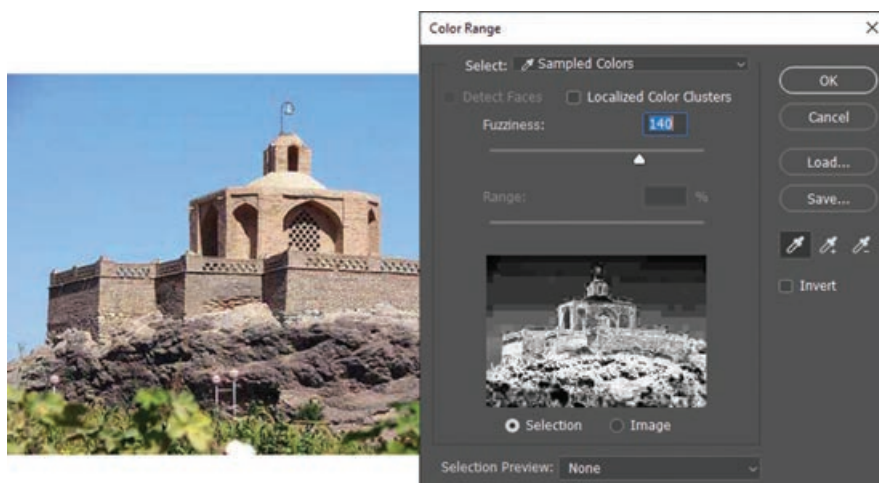 Color Range
Select: Sampled Colors
Detect Faces Localized Color Clusters
Fuzziness: 140
Range: %
Selection Image
Selection Preview: None
OK
Cancel
Load...
Save...
Invert